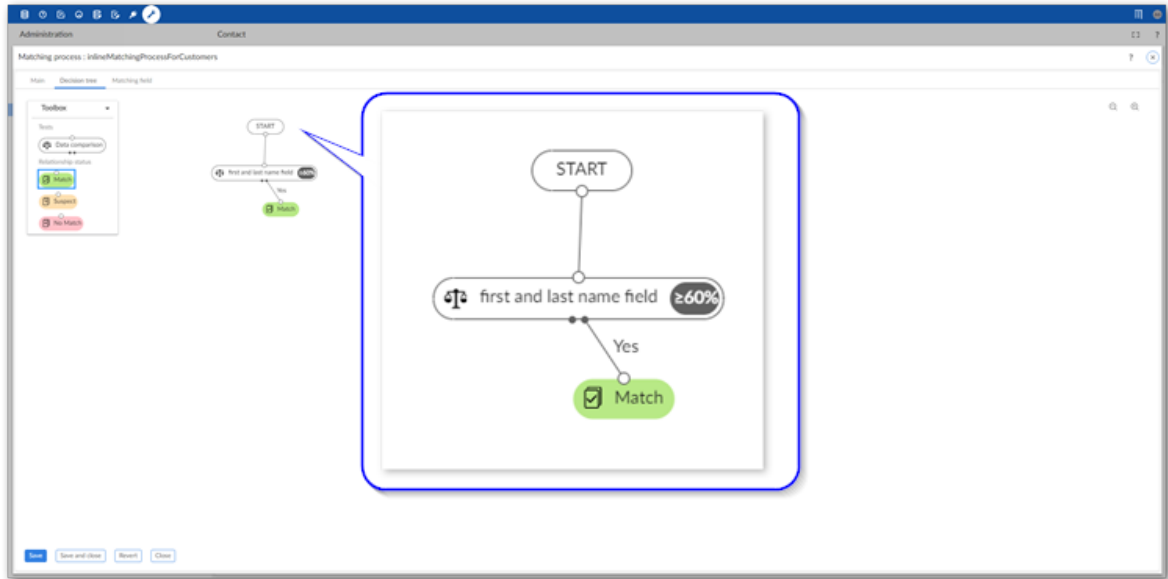 Administration
Contact
?
Matching process : inlineMatchingProcessForCustomers
?
Main
Decision tree
Matching field
Toolbox
Tests
Data comparison
Relationship status
Match
Suspect
No Match
START
first and last name field ≥60%
Yes
Match
START
first and last name field ≥60%
Yes
Match
Save
Save and close
Revert
Close